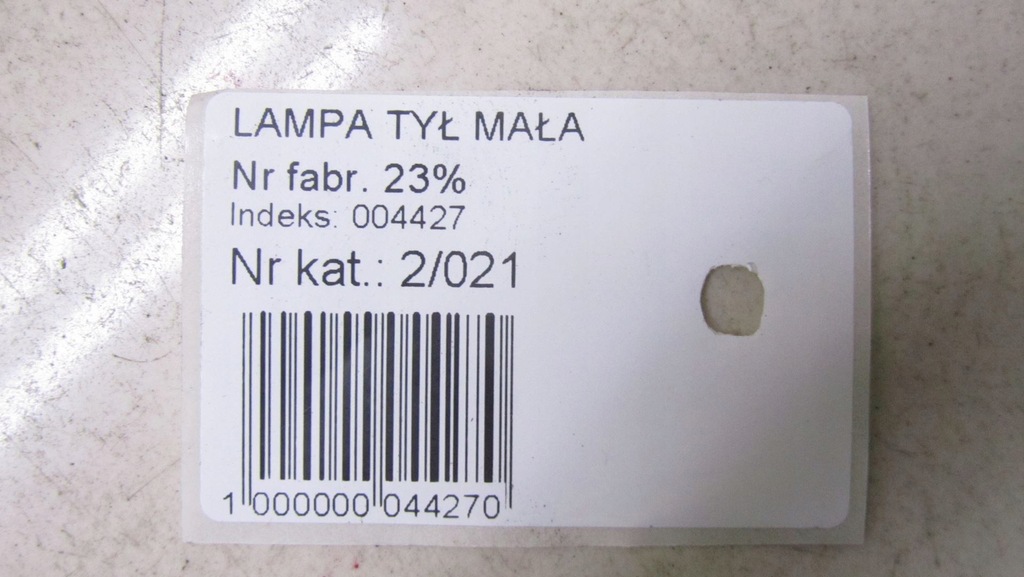 LAMPA TYŁ MAŁA
Nr fabr. 23%
Indeks: 004427
Nr kat.: 2/021
1 000000 044270